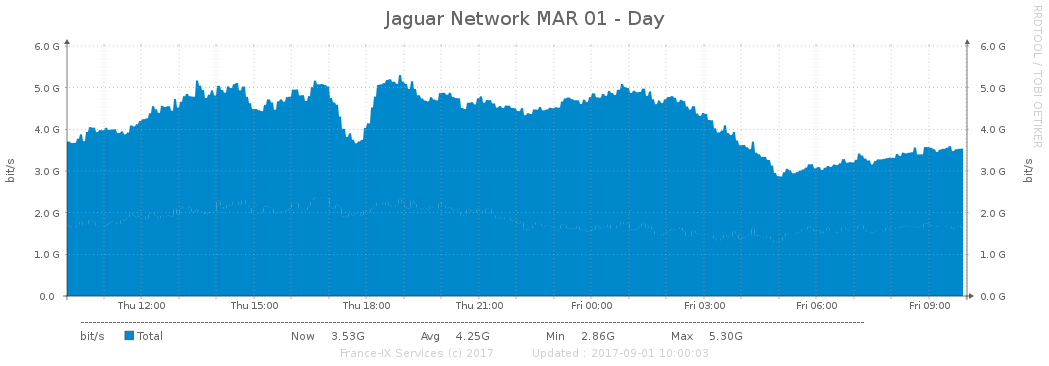 Jaguar Network MAR 01 - Day
RRDTOOL / TOBI OETIKER
bit/s
6.0 G
5.0 G
4.0 G
3.0 G
2.0 G
1.0 G
0.0
6.0 G
5.0 G
4.0 G
3.0 G
2.0 G
1.0 G
0.0 G
bit/s
Thu 12:00 Thu 15:00 Thu 18:00 Thu 21:00 Fri 00:00 Fri 03:00 Fri 06:00 Fri 09:00
bit/s Total Now 3.53G Avg 4.25G Min 2.86G Max 5.30G
France-IX Services (c) 2017 Updated : 2017-09-01 10:00:03